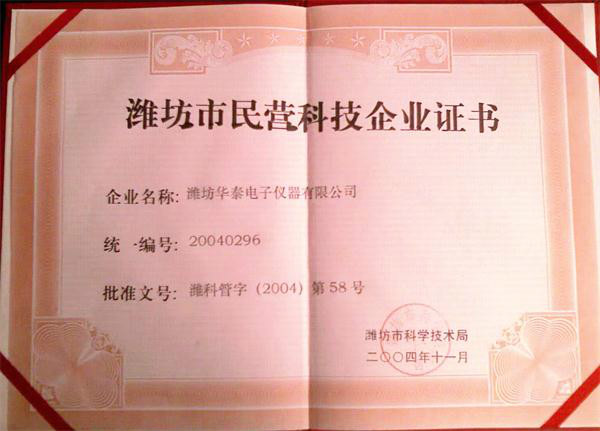 潍坊市民营科技企业证书
企业名称: 潍坊华泰电子仪器有限公司
统一编号: 20040296
批准文号: 潍科管字（2004）第58号
潍坊市科学技术局
二〇〇四年十一月